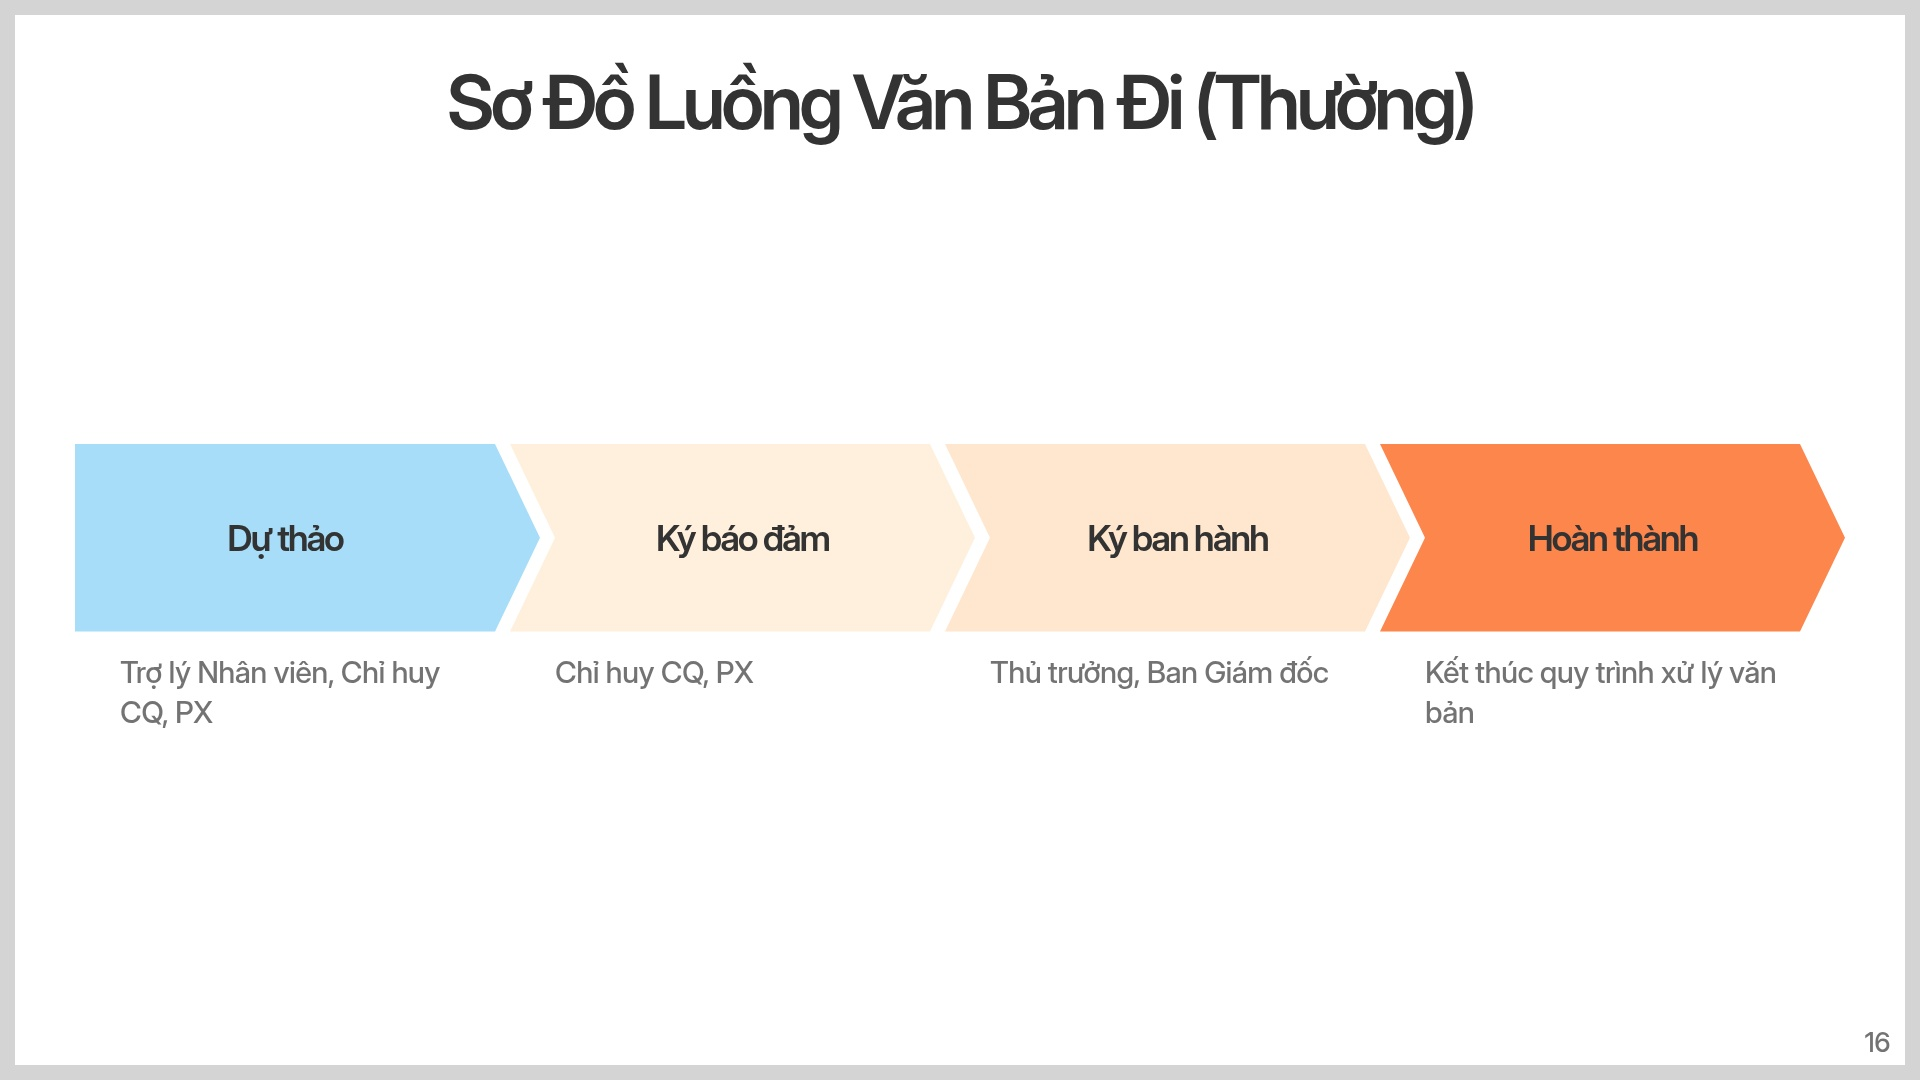 Sơ Đồ Luồng Văn Bản Đi (Thường)
Dự thảo
Ký báo đảm
Ký ban hành
Hoàn thành
Trợ lý Nhân viên, Chỉ huy
CQ, PX
Chỉ huy CQ, PX
Thủ trưởng, Ban Giám đốc
Kết thúc quy trình xử lý văn
bản
16